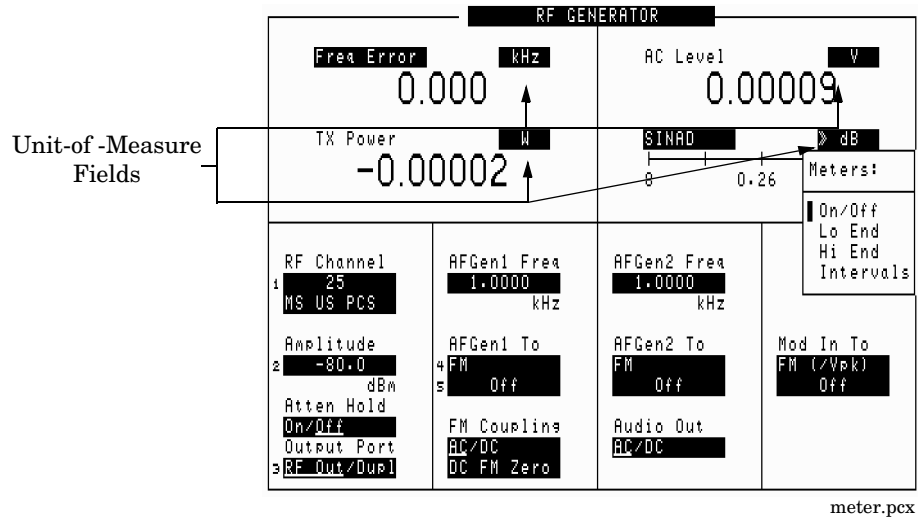 RF GENERATOR
Freq Error kHz
0.000
AC Level V
0.00009
Unit-of -Measure
Fields
TX Power W
-0.00002
SINAD » dB
0 0.26
Meters:
On/Off
Lo End
Hi End
Intervals
RF Channel
1 25
MS US PCS
AFGen1 Freq
1.0000
kHz
AFGen2 Freq
1.0000
kHz
Amplitude
2 -80.0
dBm
Atten Hold
On/Off
Output Port
3 RF Out/Dupl
AFGen1 To
4 FM
5 Off
FM Coupling
AC/DC
DC FM Zero
AFGen2 To
FM
Off
Audio Out
AC/DC
Mod In To
FM (/Vpk)
Off
meter.pcx